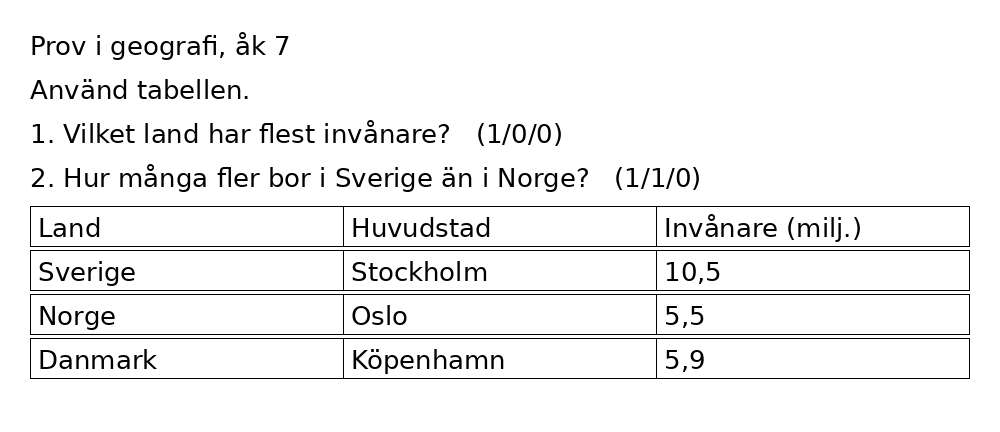 Prov i geografi, åk 7
Använd tabellen.
1. Vilket land har flest invånare? (1/0/0)
2. Hur många fler bor i Sverige än i Norge? (1/1/0)
Land Huvudstad Invånare (milj.)
Sverige Stockholm 10,5
Norge Oslo 5,5
Danmark Köpenhamn 5,9